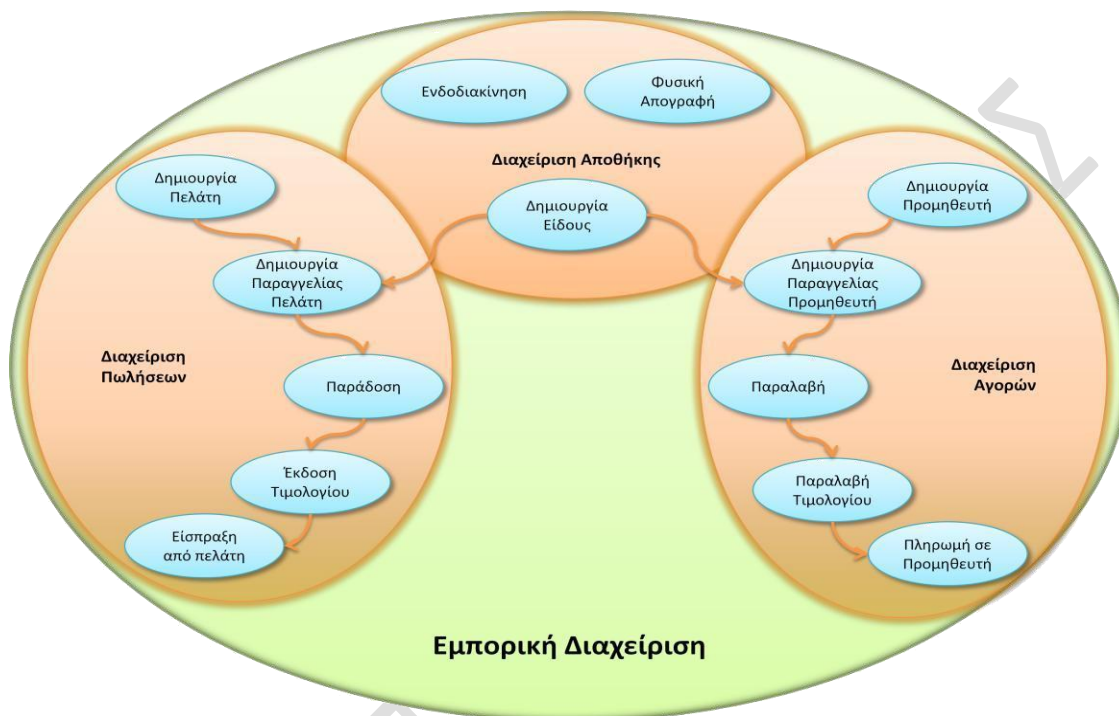 Ενδοδιακίνηση
Φυσική
Απογραφή
Διαχείριση Αποθήκης
Δημιουργία
Είδους
Δημιουργία
Πελάτη
Δημιουργία
Παραγγελίας
Πελάτη
Διαχείριση
Πωλήσεων
Παράδοση
Έκδοση
Τιμολογίου
Είσπραξη
από πελάτη
Δημιουργία
Προμηθευτή
Δημιουργία
Παραγγελίας
Προμηθευτή
Διαχείριση
Αγορών
Παραλαβή
Παραλαβή
Τιμολογίου
Πληρωμή σε
Προμηθευτή
Εμπορική Διαχείριση
Σ